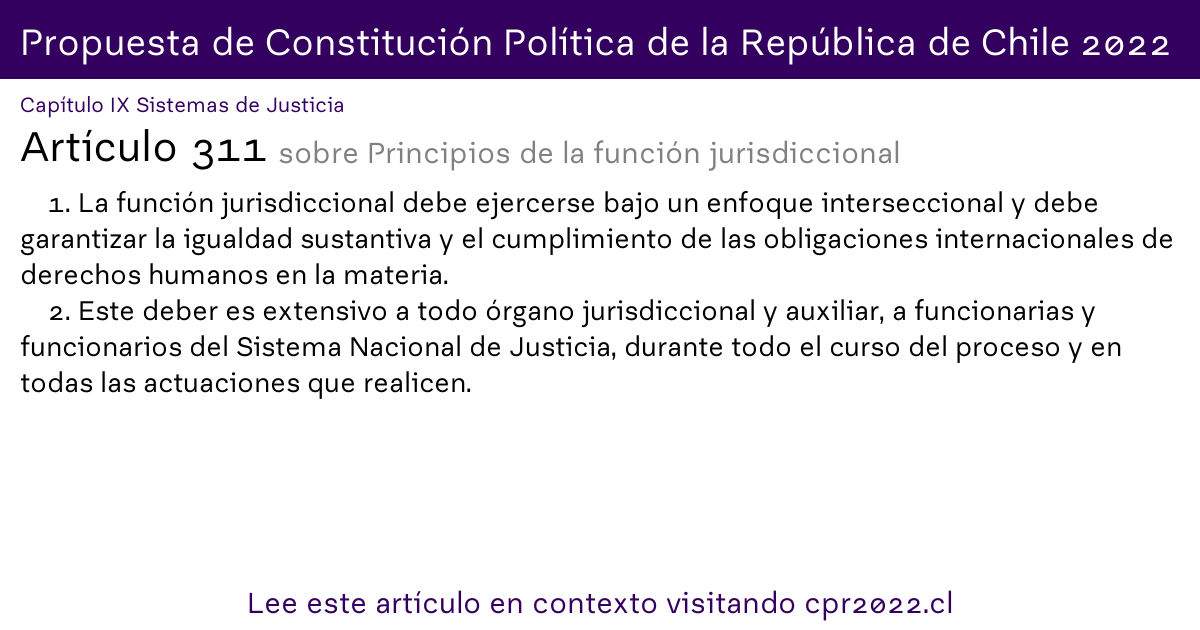 Propuesta de Constitución Política de la República de Chile 2022
Capítulo IX Sistemas de Justicia
Artículo 311 sobre Principios de la función jurisdiccional
1. La función jurisdiccional debe ejercerse bajo un enfoque interseccional y debe
garantizar la igualdad sustantiva y el cumplimiento de las obligaciones internacionales de
derechos humanos en la materia.
2. Este deber es extensivo a todo órgano jurisdiccional y auxiliar, a funcionarias y
funcionarios del Sistema Nacional de Justicia, durante todo el curso del proceso y en
todas las actuaciones que realicen.
Lee este artículo en contexto visitando cpr2022.cl